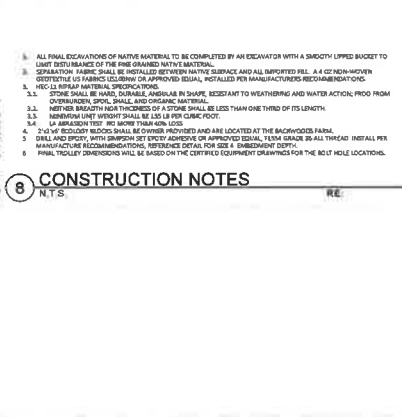 1. ALL FINAL EXCAVATIONS OF NATIVE MATERIAL TO BE COMPLETED BY AN EXCAVATOR WITH A SMOOTH LIPPED BUCKET TO
LIMIT DISTURBANCE OF THE FINE GRAINED NATIVE MATERIAL.
2. SEPARATION FABRIC SHALL BE INSTALLED BETWEEN NATIVE SURFACE AND ALL IMPORTED FILL. A 4 OZ NON-WOVEN
GEOTEXTILE US FABRICS OR APPROVED EQUAL, INSTALLED PER MANUFACTURERS RECOMMENDATIONS.
3. RIPRAP MATERIAL SPECIFICATIONS.
3.1. STONE SHALL BE HARD, DURABLE, ANGULAR IN SHAPE, RESISTANT TO WEATHERING AND WATER ACTION; FROM
OVERBURDEN, SPOIL, SHALE, AND ORGANIC MATERIAL.
3.2. NEITHER BREADTH NOR THICKNESS OF A STONE SHALL BE LESS THAN ONE THIRD OF ITS LENGTH.
3.3. MINIMUM UNIT WEIGHT SHALL BE 155 LB PER CUBIC FOOT.
3.4. LA ABRASION TEST NO MORE THAN 40% LOSS
4. ECOLOGY BLOCKS SHALL BE OWNER PROVIDED AND ARE LOCATED AT THE BACKWOODS FARM.
5 DRILL AND EPOXY, WITH SIMPSON SET EPOXY ADHESIVE OR APPROVED EQUAL, GRADE 36 ALL THREAD INSTALL PER
MANUFACTURE RECOMMENDATIONS, REFERENCE DETAIL FOR SIZE & EMBEDMENT DEPTH.
6 FINAL TROLLEY DIMENSIONS WILL BE BASED ON THE CERTIFIED EQUIPMENT DRAWINGS FOR THE BOLT HOLE LOCATIONS.
8 CONSTRUCTION NOTES
N.T.S. RE: